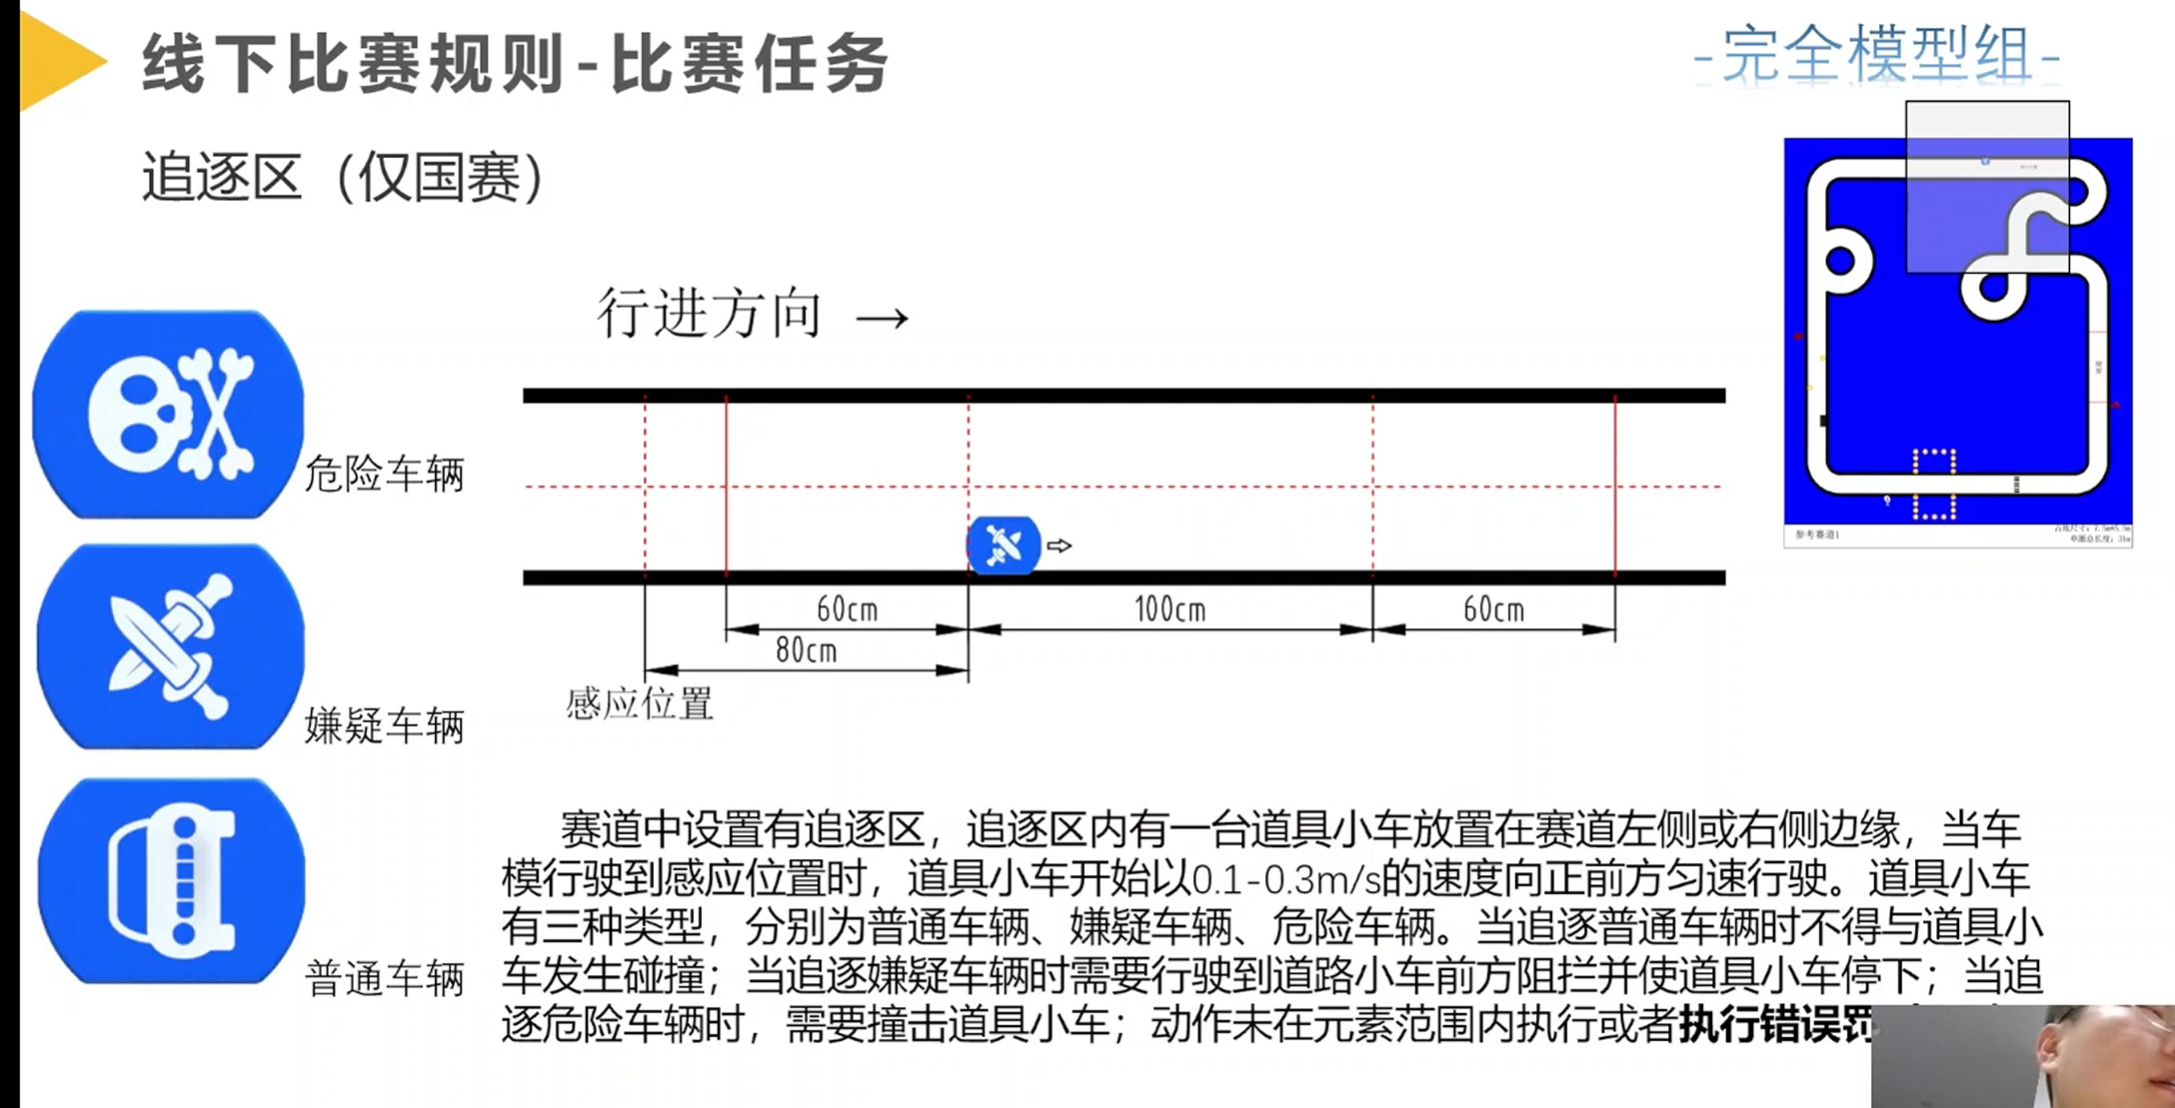 线下比赛规则-比赛任务
-完全模型组-
追逐区（仅国赛）
行进方向 →
危险车辆
嫌疑车辆
普通车辆
60cm
100cm
60cm
80cm
感应位置
参考赛道1
赛道中设置有追逐区，追逐区内有一台道具小车放置在赛道左侧或右侧边缘，当车
模行驶到感应位置时，道具小车开始以0.1-0.3m/s的速度向正前方匀速行驶。道具小车
有三种类型，分别为普通车辆、嫌疑车辆、危险车辆。当追逐普通车辆时不得与道具小
车发生碰撞；当追逐嫌疑车辆时需要行驶到道路小车前方阻拦并使道具小车停下；当追
逐危险车辆时，需要撞击道具小车；动作未在元素范围内执行或者执行错误罚